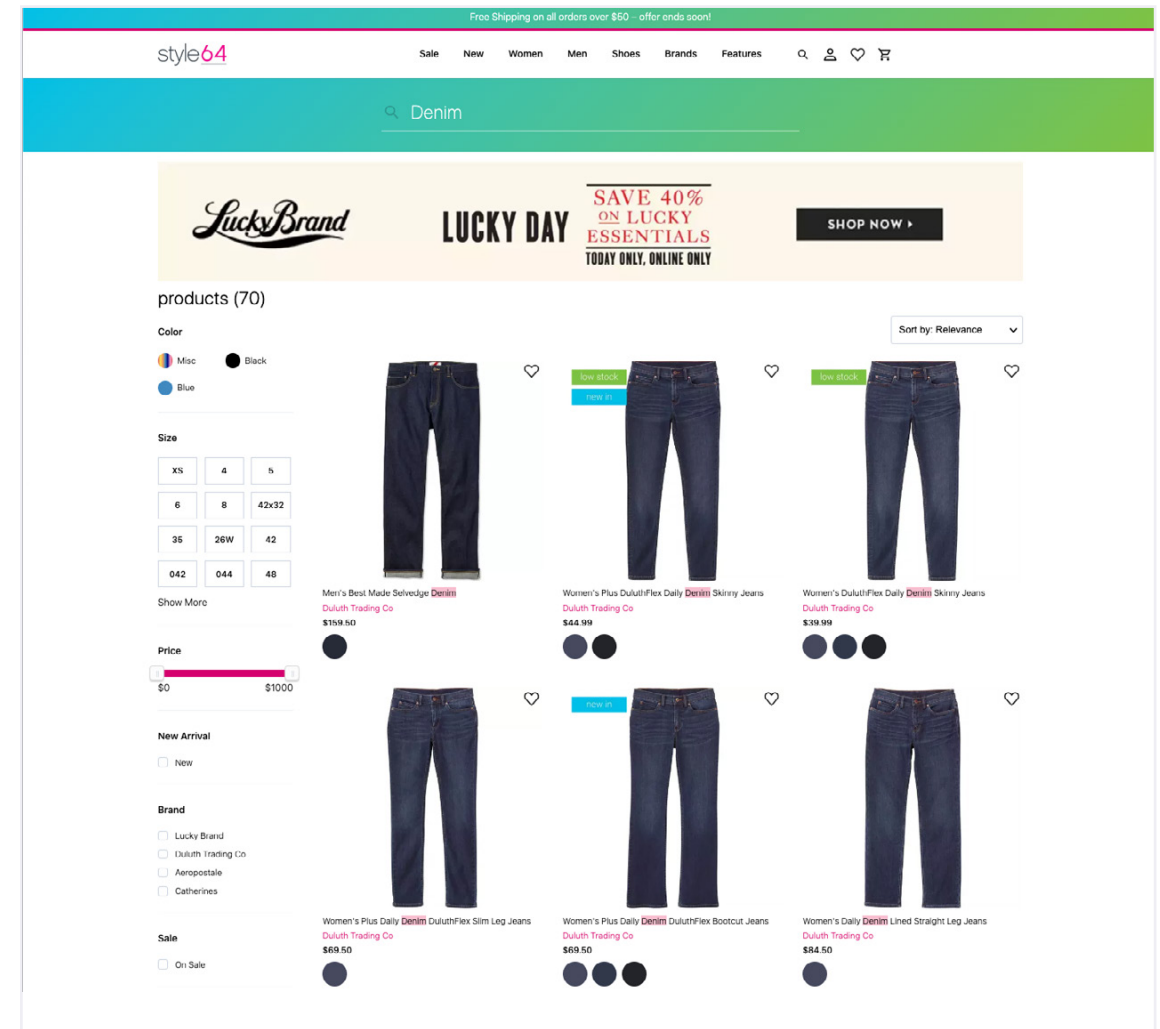 Free Shipping on all orders over $50 – offer ends soon!
style64
Sale New Women Men Shoes Brands Features
Denim
Lucky Brand
LUCKY DAY
SAVE 40%
ON LUCKY
ESSENTIALS
TODAY ONLY, ONLINE ONLY
SHOP NOW
products (70)
Sort by: Relevance
Color
Misc
Black
Blue
Size
XS 4 5
6 8 42x32
35 26W 42
042 044 48
Show More
Price
$0 $1000
New Arrival
New
Brand
Lucky Brand
Duluth Trading Co
Aeropostale
Catherines
Sale
On Sale
Men's Best Made Selvedge Denim
Duluth Trading Co
$159.50
low stock
new in
Women's Plus DuluthFlex Daily Denim Skinny Jeans
Duluth Trading Co
$44.99
low stock
Women's DuluthFlex Daily Denim Skinny Jeans
Duluth Trading Co
$39.99
Women's Plus Daily Denim DuluthFlex Slim Leg Jeans
Duluth Trading Co
$69.50
new in
Women's Plus Daily Denim DuluthFlex Bootcut Jeans
Duluth Trading Co
$69.50
Women's Daily Denim Lined Straight Leg Jeans
Duluth Trading Co
$84.50